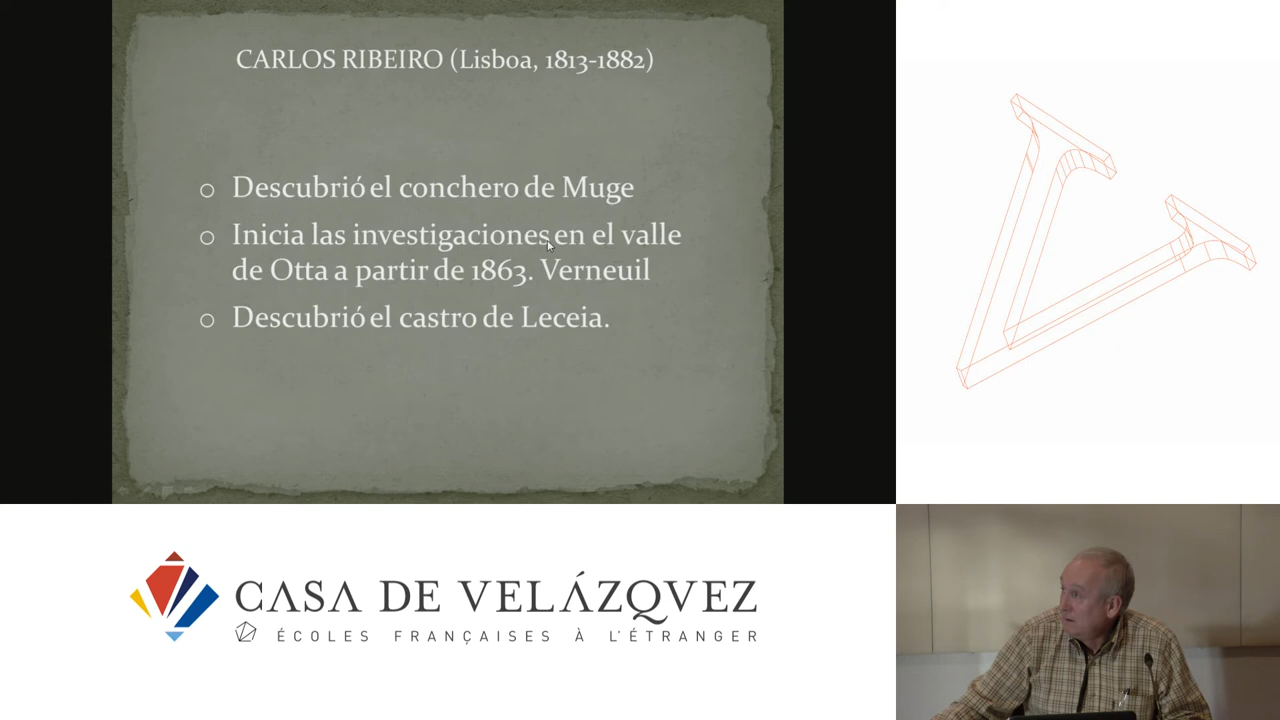 CARLOS RIBEIRO (Lisboa, 1813-1882)
Descubrió el conchero de Muge
Inicia las investigaciones en el valle
de Otta a partir de 1863. Verneuil
Descubrió el castro de Leceia.
CASA DE VELÁZQVEZ
ÉCOLES FRANÇAISES À L'ÉTRANGER